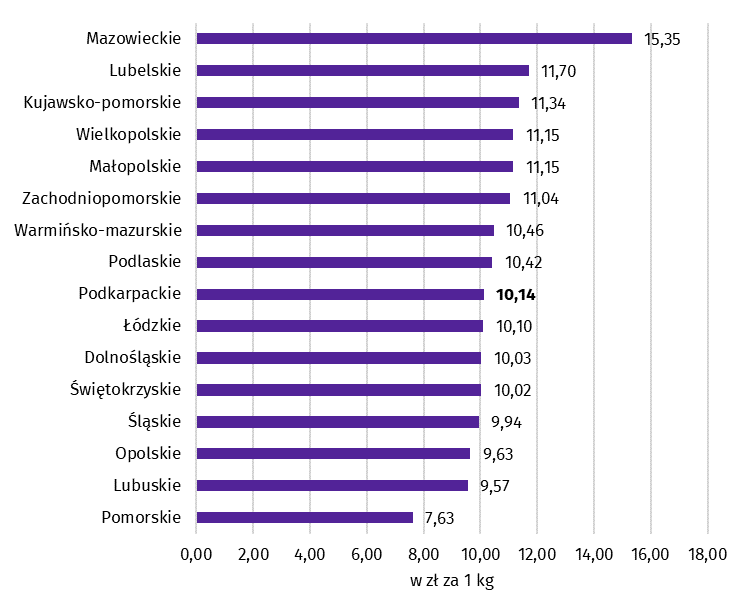 Mazowieckie 15,35
Lubelskie 11,70
Kujawsko-pomorskie 11,34
Wielkopolskie 11,15
Małopolskie 11,15
Zachodniopomorskie 11,04
Warmińsko-mazurskie 10,46
Podlaskie 10,42
Podkarpackie 10,14
Łódzkie 10,10
Dolnośląskie 10,03
Świętokrzyskie 10,02
Śląskie 9,94
Opolskie 9,63
Lubuskie 9,57
Pomorskie 7,63
0,00 2,00 4,00 6,00 8,00 10,00 12,00 14,00 16,00 18,00
w zł za 1 kg